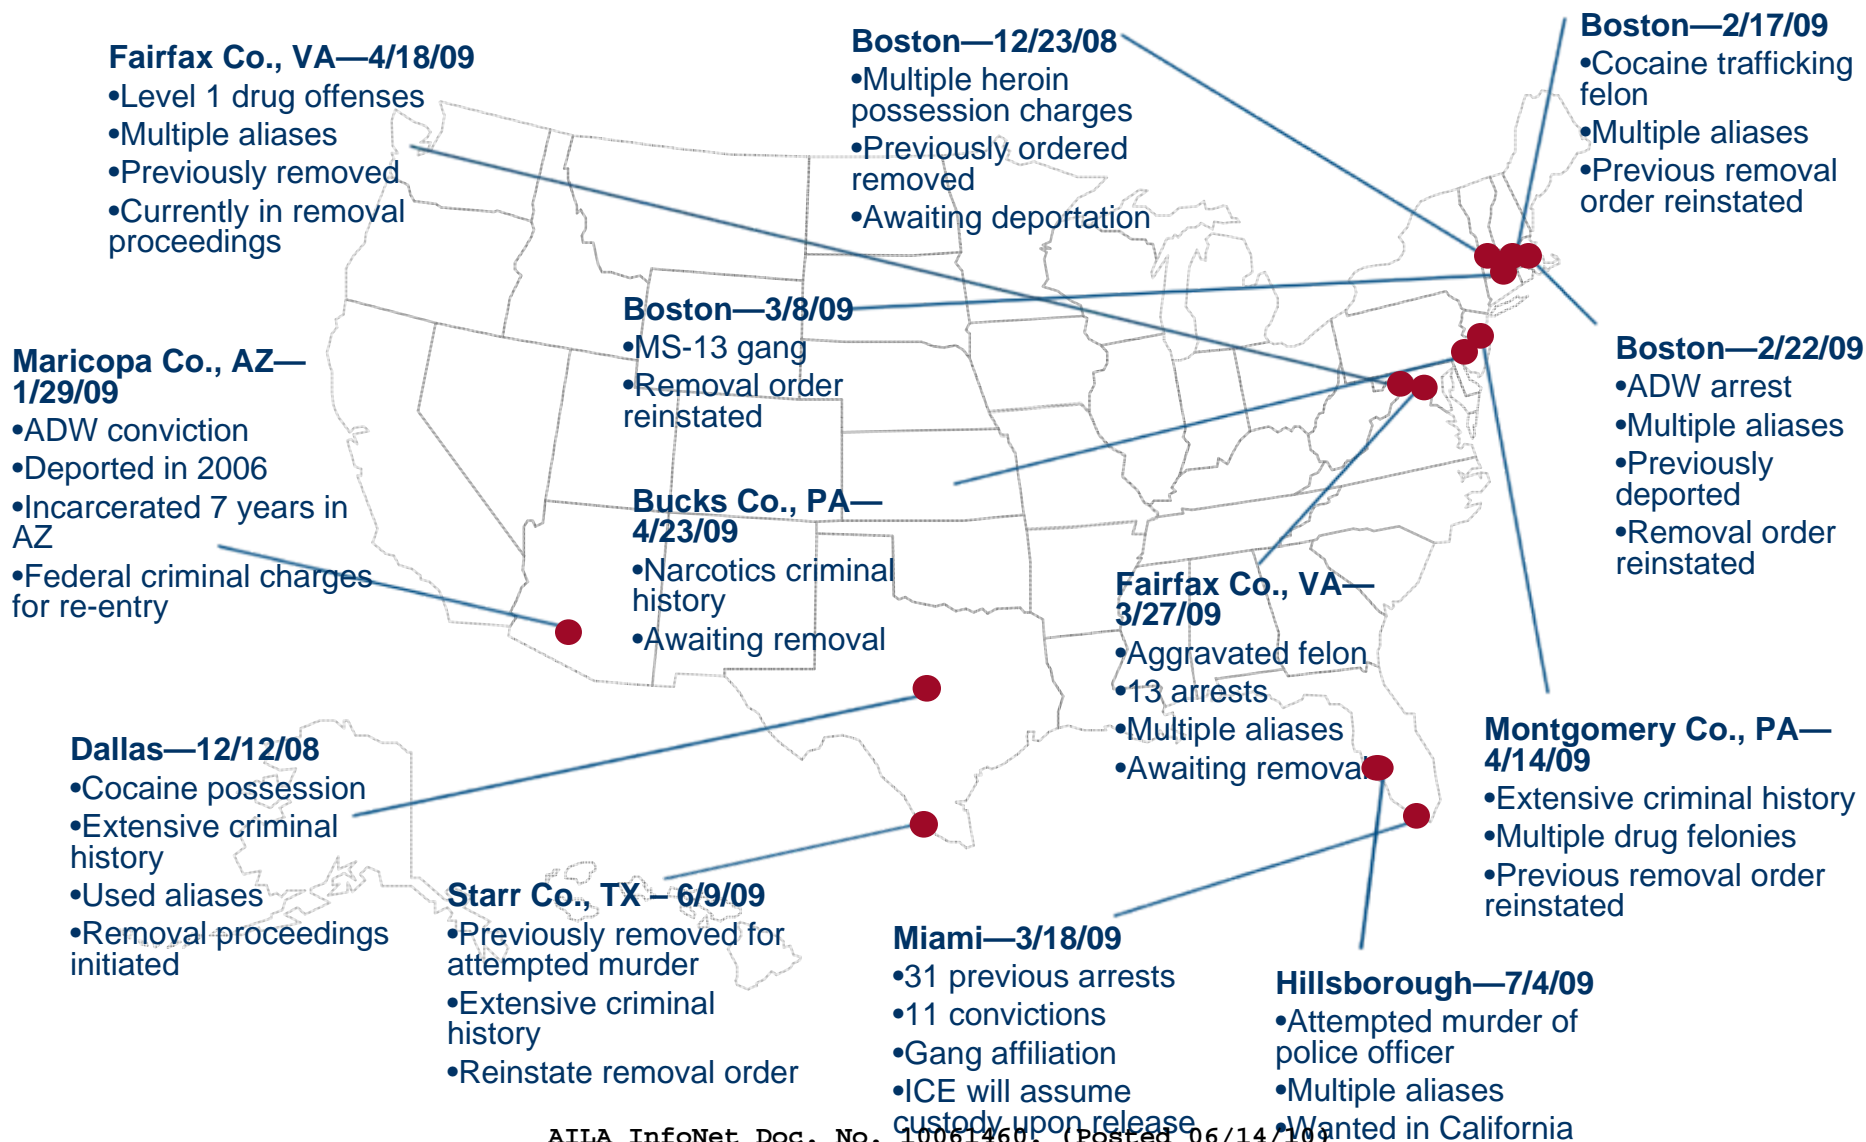 Fairfax Co., VA—4/18/09
•Level 1 drug offenses
•Multiple aliases
•Previously removed
•Currently in removal
proceedings
Boston—12/23/08
•Multiple heroin
possession charges
•Previously ordered
removed
•Awaiting deportation
Boston—2/17/09
•Cocaine trafficking
felon
•Multiple aliases
•Previous removal
order reinstated
Boston—3/8/09
•MS-13 gang
•Removal order
reinstated
Maricopa Co., AZ—
1/29/09
•ADW conviction
•Deported in 2006
•Incarcerated 7 years in
AZ
•Federal criminal charges
for re-entry
Boston—2/22/09
•ADW arrest
•Multiple aliases
•Previously
deported
•Removal order
reinstated
Bucks Co., PA—
4/23/09
•Narcotics criminal
history
•Awaiting removal
Fairfax Co., VA—
3/27/09
•Aggravated felon
•13 arrests
•Multiple aliases
•Awaiting removal
Dallas—12/12/08
•Cocaine possession
•Extensive criminal
history
•Used aliases
•Removal proceedings
initiated
Montgomery Co., PA—
4/14/09
•Extensive criminal history
•Multiple drug felonies
•Previous removal order
reinstated
Starr Co., TX – 6/9/09
•Previously removed for
attempted murder
•Extensive criminal
history
•Reinstate removal order
Miami—3/18/09
•31 previous arrests
•11 convictions
•Gang affiliation
•ICE will assume
custody upon release
Hillsborough—7/4/09
•Attempted murder of
police officer
•Multiple aliases
•Wanted in California
AILA InfoNet Doc. No. 10061460. (Posted 06/14/10)